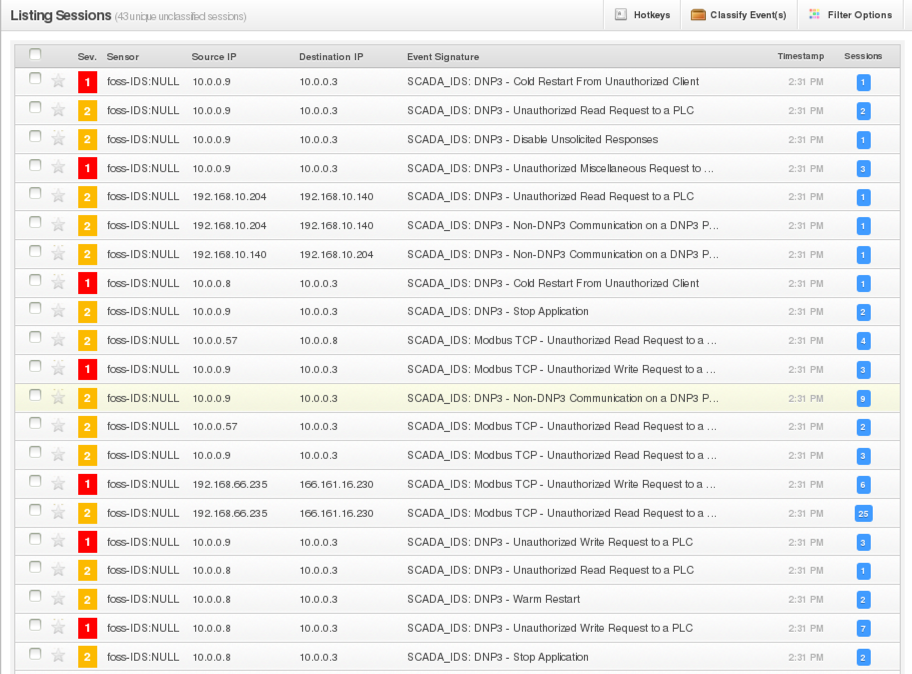 Listing Sessions (43 unique unclassified sessions) Hotkeys Classify Event(s) Filter Options
Sev. Sensor Source IP Destination IP Event Signature Timestamp Sessions
1 foss-IDS:NULL 10.0.0.9 10.0.0.3 SCADA_IDS: DNP3 - Cold Restart From Unauthorized Client 2:31 PM 1
2 foss-IDS:NULL 10.0.0.9 10.0.0.3 SCADA_IDS: DNP3 - Unauthorized Read Request to a PLC 2:31 PM 2
2 foss-IDS:NULL 10.0.0.9 10.0.0.3 SCADA_IDS: DNP3 - Disable Unsolicited Responses 2:31 PM 1
1 foss-IDS:NULL 10.0.0.9 10.0.0.3 SCADA_IDS: DNP3 - Unauthorized Miscellaneous Request to ... 2:31 PM 3
2 foss-IDS:NULL 192.168.10.204 192.168.10.140 SCADA_IDS: DNP3 - Unauthorized Read Request to a PLC 2:31 PM 1
2 foss-IDS:NULL 192.168.10.204 192.168.10.140 SCADA_IDS: DNP3 - Non-DNP3 Communication on a DNP3 P... 2:31 PM 1
2 foss-IDS:NULL 192.168.10.140 192.168.10.204 SCADA_IDS: DNP3 - Non-DNP3 Communication on a DNP3 P... 2:31 PM 1
1 foss-IDS:NULL 10.0.0.8 10.0.0.3 SCADA_IDS: DNP3 - Cold Restart From Unauthorized Client 2:31 PM 1
2 foss-IDS:NULL 10.0.0.9 10.0.0.3 SCADA_IDS: DNP3 - Stop Application 2:31 PM 2
2 foss-IDS:NULL 10.0.0.57 10.0.0.8 SCADA_IDS: Modbus TCP - Unauthorized Read Request to a ... 2:31 PM 4
1 foss-IDS:NULL 10.0.0.9 10.0.0.3 SCADA_IDS: Modbus TCP - Unauthorized Write Request to a ... 2:31 PM 3
2 foss-IDS:NULL 10.0.0.9 10.0.0.3 SCADA_IDS: DNP3 - Non-DNP3 Communication on a DNP3 P... 2:31 PM 9
2 foss-IDS:NULL 10.0.0.57 10.0.0.3 SCADA_IDS: Modbus TCP - Unauthorized Read Request to a ... 2:31 PM 2
2 foss-IDS:NULL 10.0.0.9 10.0.0.3 SCADA_IDS: Modbus TCP - Unauthorized Read Request to a ... 2:31 PM 3
1 foss-IDS:NULL 192.168.66.235 166.161.16.230 SCADA_IDS: Modbus TCP - Unauthorized Write Request to a ... 2:31 PM 6
2 foss-IDS:NULL 192.168.66.235 166.161.16.230 SCADA_IDS: Modbus TCP - Unauthorized Read Request to a ... 2:31 PM 25
1 foss-IDS:NULL 10.0.0.9 10.0.0.3 SCADA_IDS: DNP3 - Unauthorized Write Request to a PLC 2:31 PM 3
2 foss-IDS:NULL 10.0.0.8 10.0.0.3 SCADA_IDS: DNP3 - Unauthorized Read Request to a PLC 2:31 PM 1
2 foss-IDS:NULL 10.0.0.8 10.0.0.3 SCADA_IDS: DNP3 - Warm Restart 2:31 PM 2
1 foss-IDS:NULL 10.0.0.8 10.0.0.3 SCADA_IDS: DNP3 - Unauthorized Write Request to a PLC 2:31 PM 7
2 foss-IDS:NULL 10.0.0.8 10.0.0.3 SCADA_IDS: DNP3 - Stop Application 2:31 PM 2